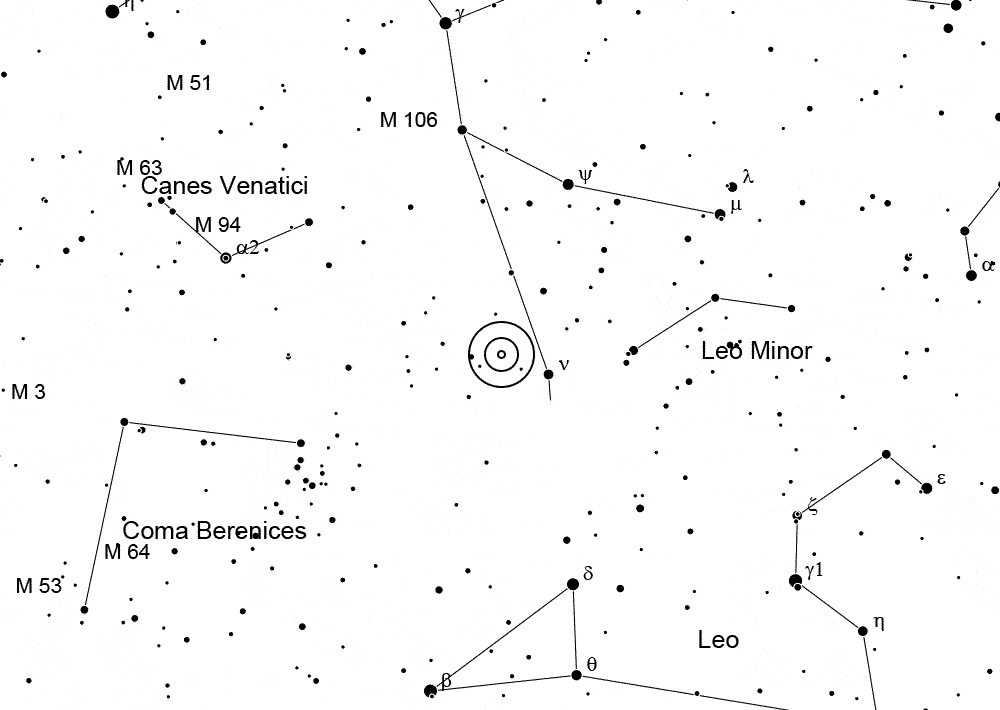 η
γ
M 51
M 106
M 63
ψ
λ
Canes Venatici
μ
M 94
α2
α
Leo Minor
ν
M 3
ε
ζ
Coma Berenices
M 64
γ1
δ
M 53
η
Leo
θ
β